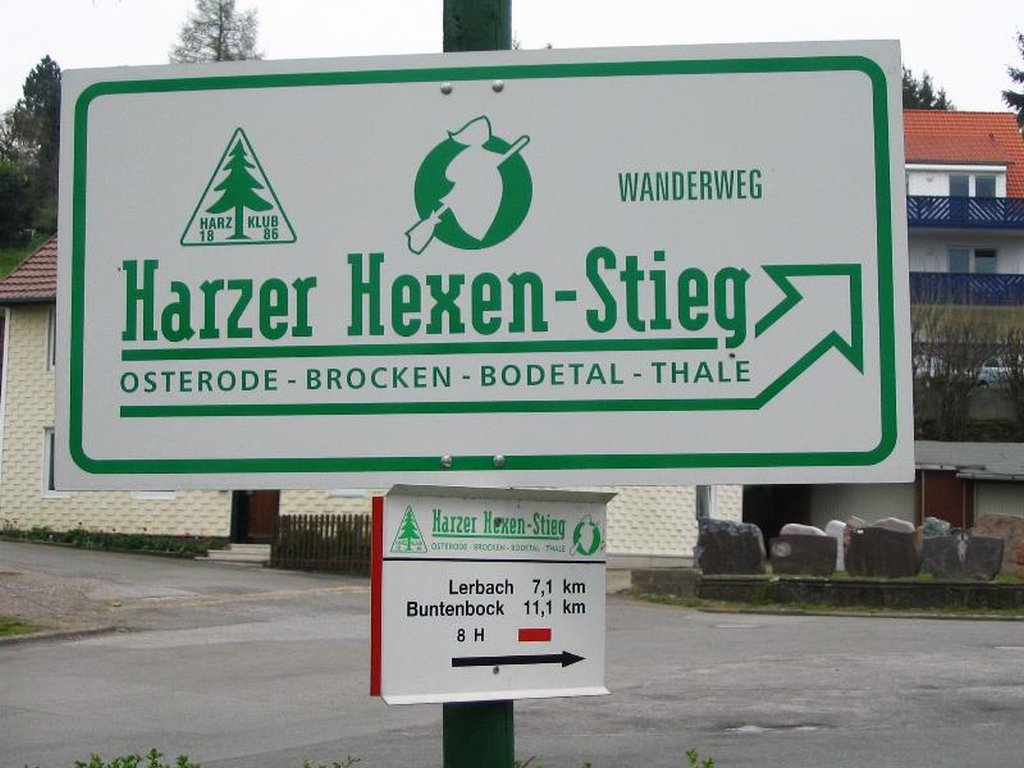 HARZ KLUB
18 86
WANDERWEG
Harzer Hexen-Stieg
OSTERODE - BROCKEN - BODETAL - THALE
Harzer Hexen-Stieg
OSTERODE - BROCKEN - BODETAL - THALE
Lerbach 7,1 km
Buntenbock 11,1 km
8 H